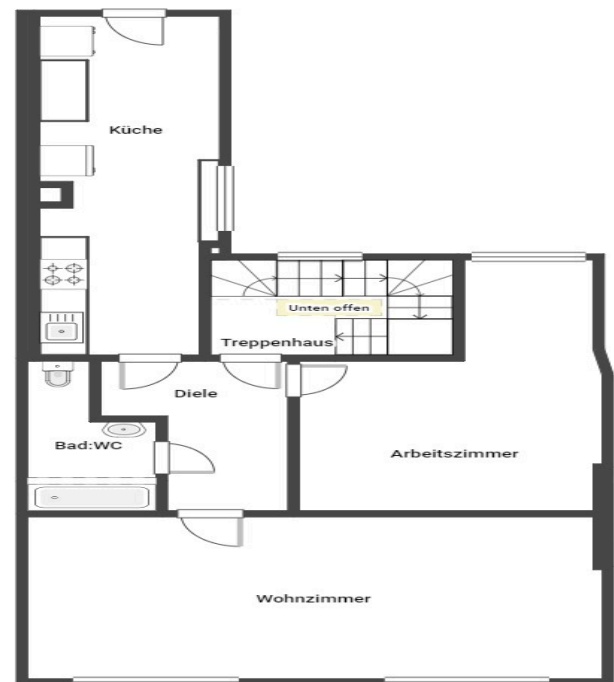 Küche
Unten offen
Treppenhaus
Diele
Bad:WC
Arbeitszimmer
Wohnzimmer